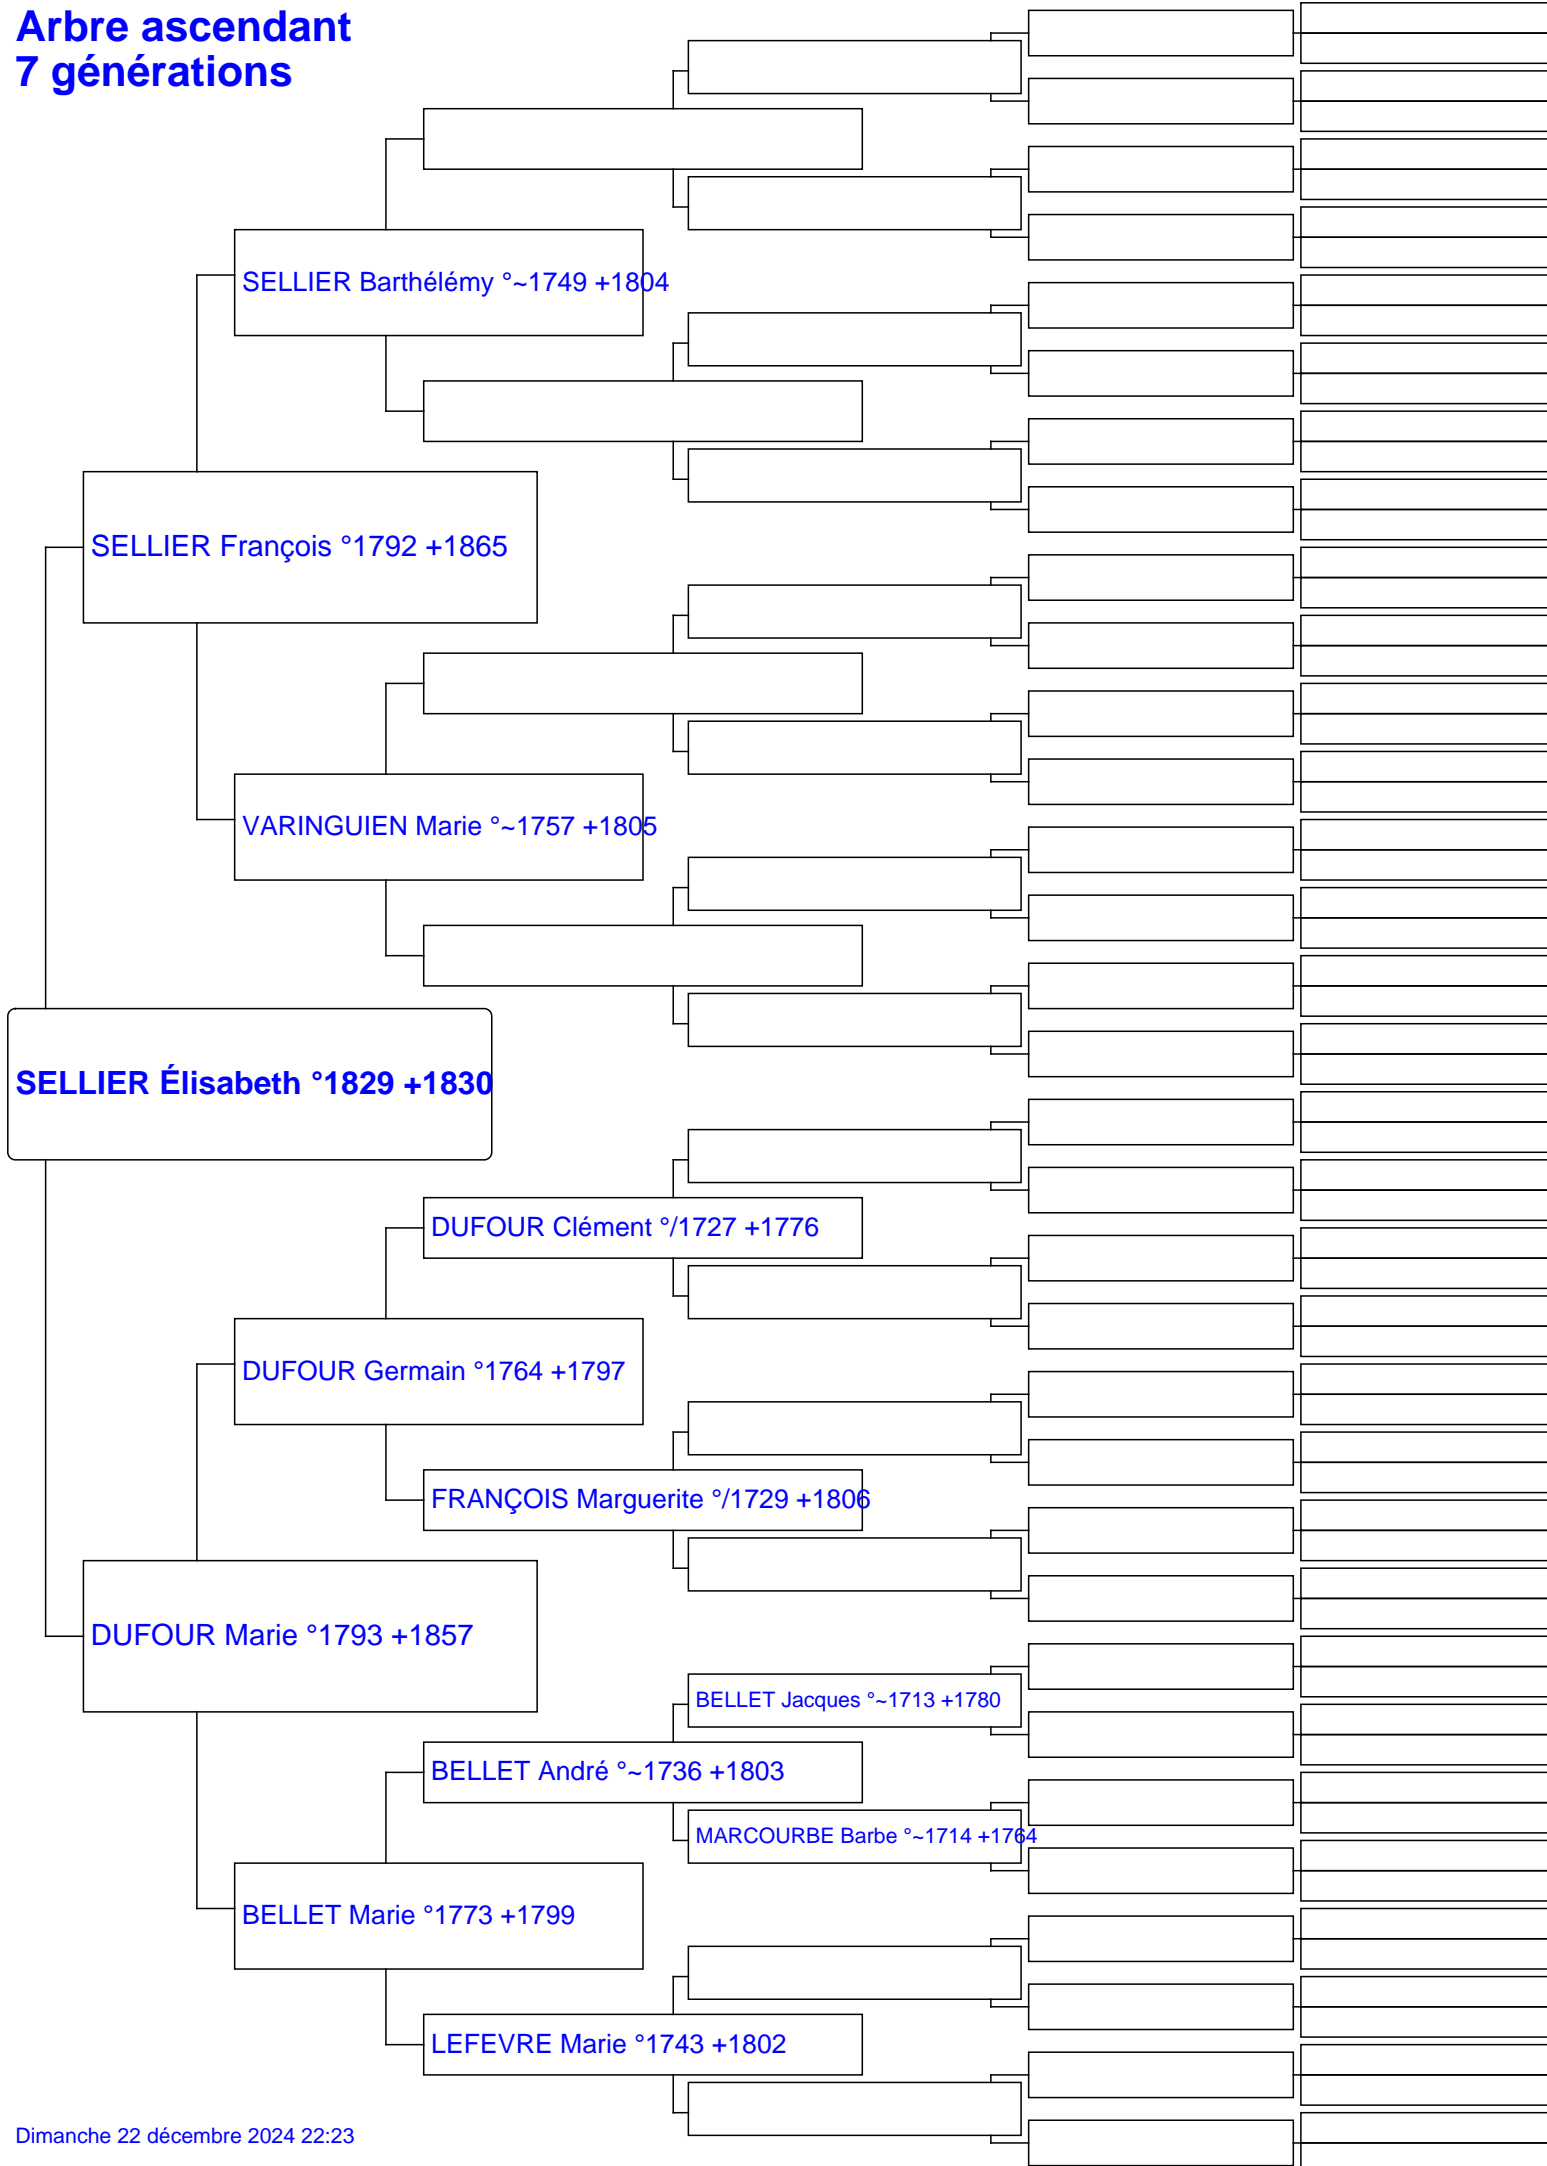 Arbre ascendant
7 générations
SELLIER Barthélémy °~1749 +1804
SELLIER François °1792 +1865
VARINGUIEN Marie °~1757 +1805
SELLIER Élisabeth °1829 +1830
DUFOUR Clément °/1727 +1776
DUFOUR Germain °1764 +1797
FRANÇOIS Marguerite °/1729 +1806
DUFOUR Marie °1793 +1857
BELLET Jacques °~1713 +1780
BELLET André °~1736 +1803
MARCOURBE Barbe °~1714 +1764
BELLET Marie °1773 +1799
LEFEVRE Marie °1743 +1802
Dimanche 22 décembre 2024 22:23